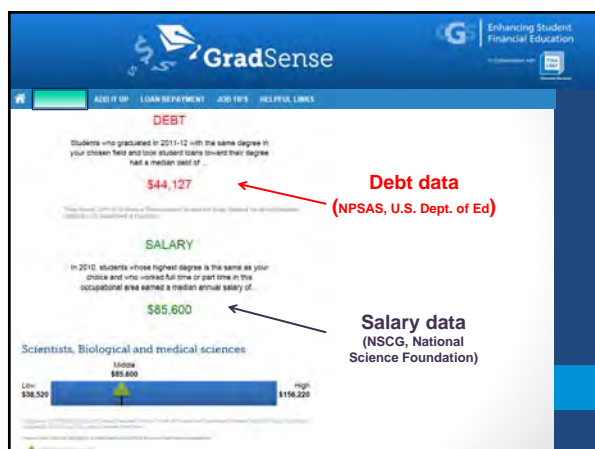 GradSense
G
Enhancing Student
Financial Education
ADD IT UP LOAN REPAYMENT JOB TIPS HELPFUL LINKS
DEBT
Students who graduated in 2011-12 with the same degree in
your chosen field and took student loans toward their degree
had a median debt of ...
$44,127
Debt data
(NPSAS, U.S. Dept. of Ed)
SALARY
In 2010, students whose highest degree is the same as your
choice and who worked full time or part time in this
occupational area earned a median annual salary of...
$85,600
Salary data
(NSCG, National
Science Foundation)
Scientists, Biological and medical sciences
Middle
$85,600
Low
$38,520
High
$156,220